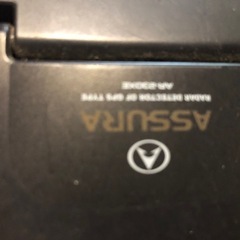 ASSURA
RADAR DETECTOR OF GPS TYPE